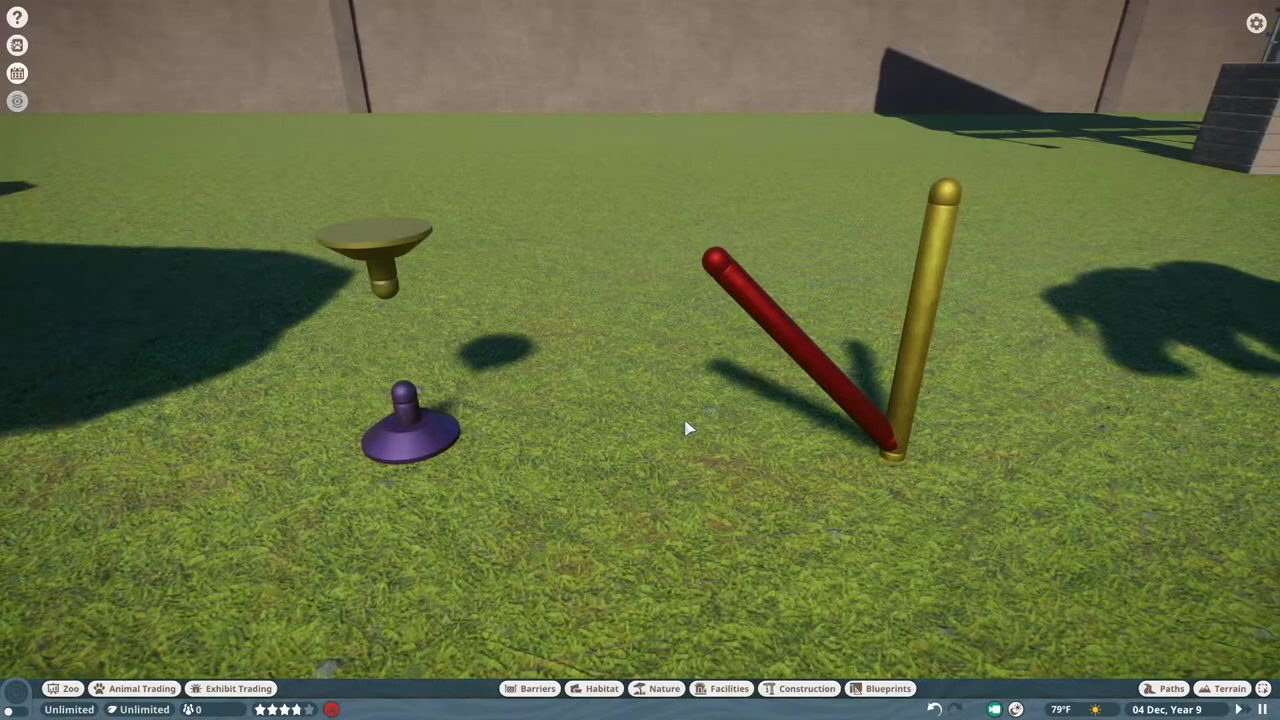 ?
Zoo Animal Trading Exhibit Trading Barriers Habitat Nature Facilities Construction Blueprints Paths Terrain
Unlimited Unlimited 0 79°F 04 Dec, Year 9